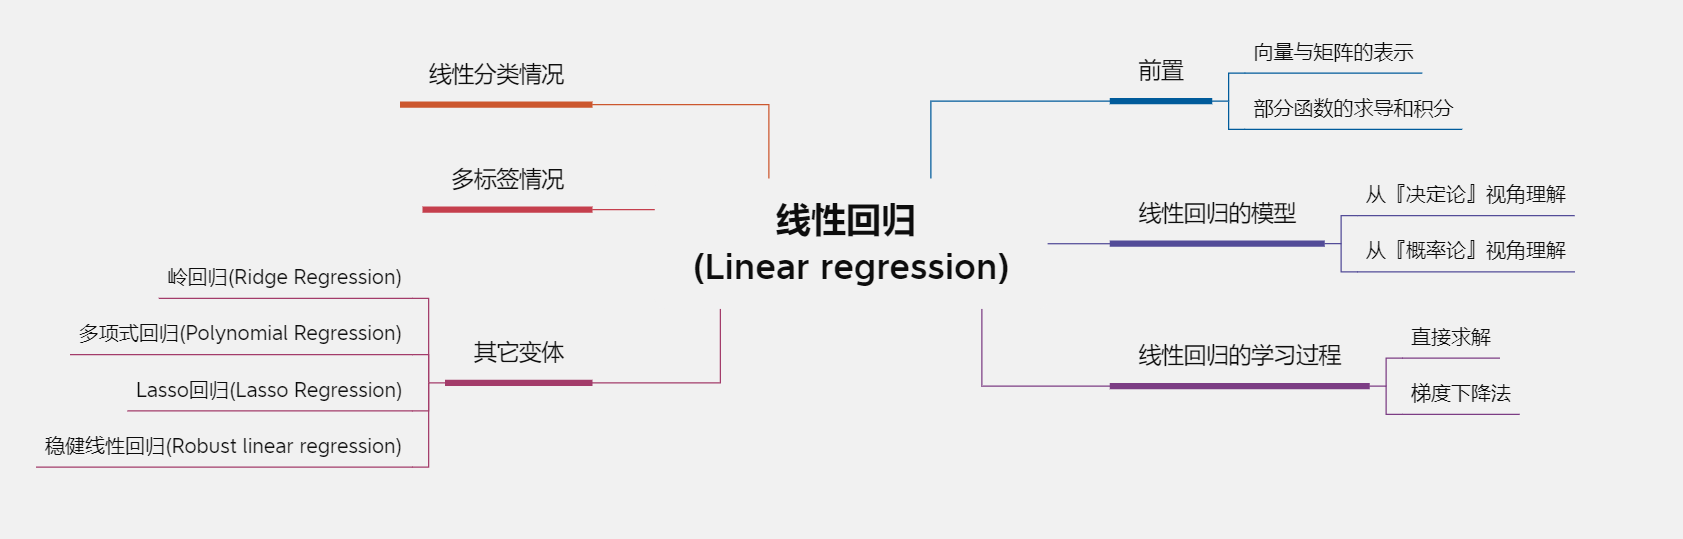 线性回归
(Linear regression)
前置
向量与矩阵的表示
部分函数的求导和积分
线性回归的模型
从『决定论』视角理解
从『概率论』视角理解
线性回归的学习过程
直接求解
梯度下降法
线性分类情况
多标签情况
其它变体
岭回归(Ridge Regression)
多项式回归(Polynomial Regression)
Lasso回归(Lasso Regression)
稳健线性回归(Robust linear regression)